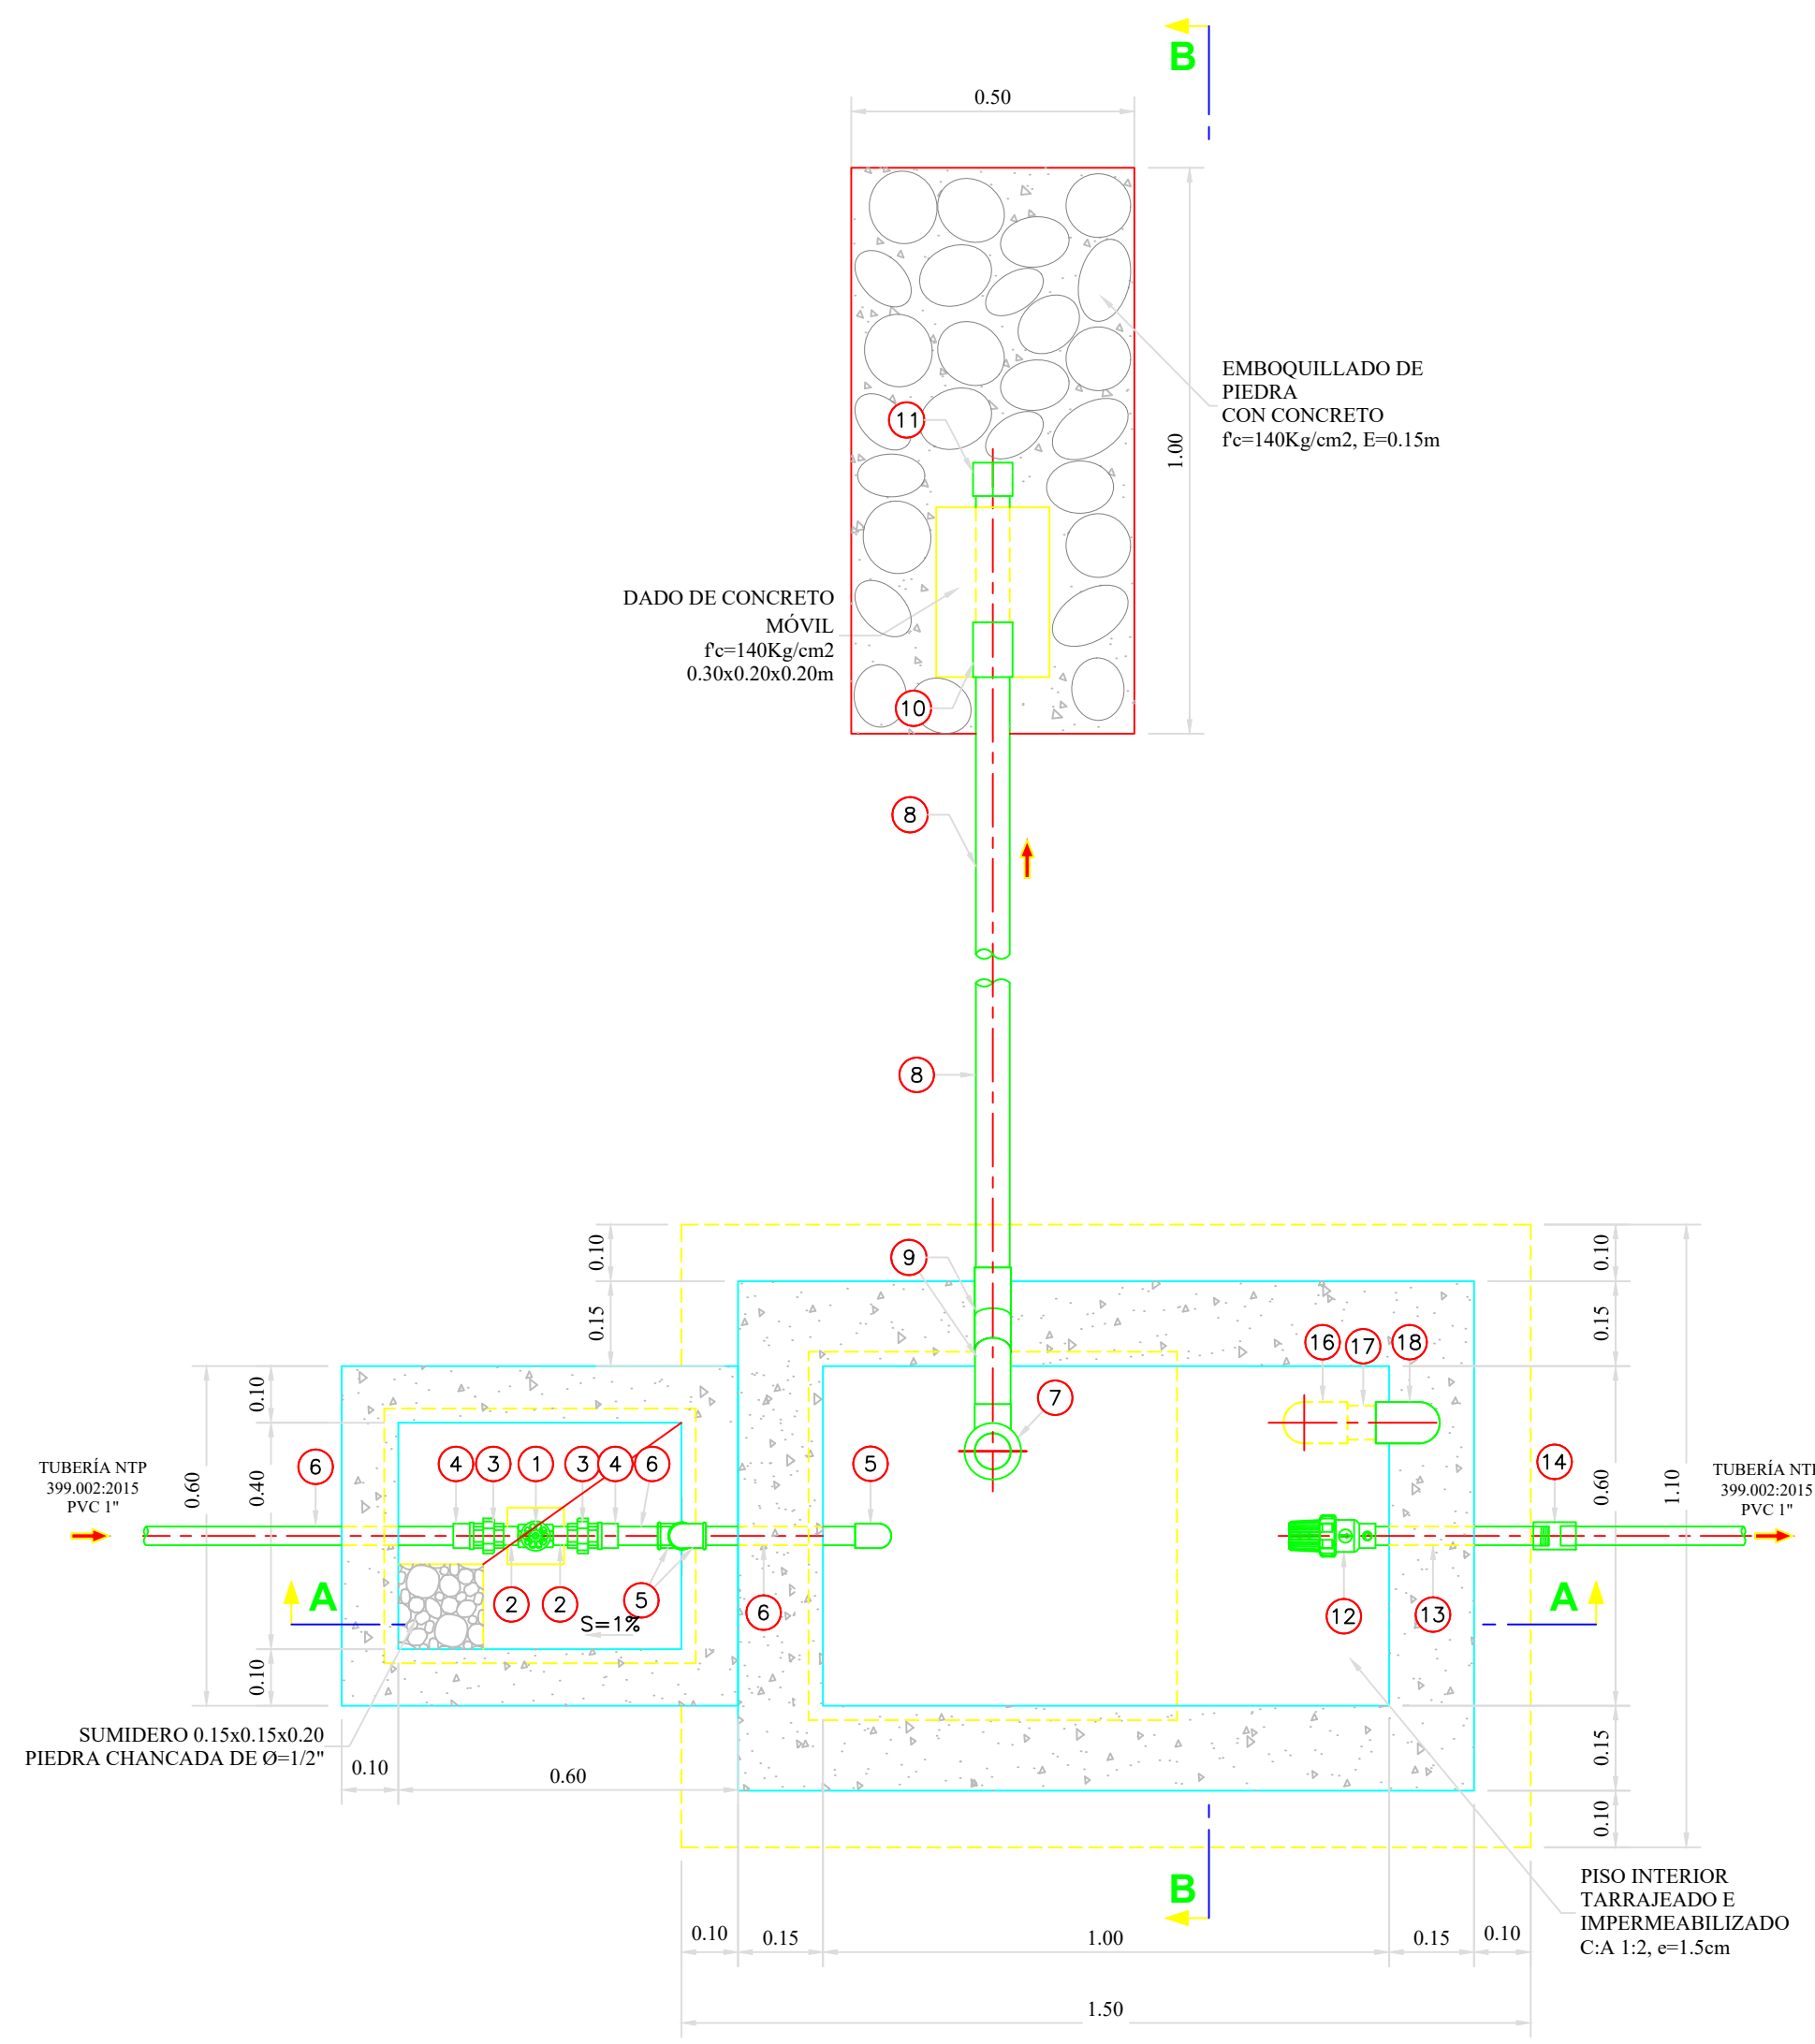 B
0.50
EMBOQUILLADO DE
PIEDRA
CON CONCRETO
f'c=140Kg/cm2, E=0.15m
11
1.00
DADO DE CONCRETO
MÓVIL
f'c=140Kg/cm2
0.30x0.20x0.20m
10
8
8
9
0.10
0.15
0.10
0.15
16
17
18
7
0.60
0.10
0.40
0.10
TUBERÍA NTP
399.002:2015
PVC 1"
6
4
3
1
3
4
6
5
14
0.60
1.10
TUBERÍA NTP
399.002:2015
PVC 1"
A
2
2
5
S=1%
6
12
13
A
SUMIDERO 0.15x0.15x0.20
PIEDRA CHANCADA DE Ø=1/2"
0.10
0.60
0.15
0.10
B
PISO INTERIOR
TARRAJEADO E
IMPERMEABILIZADO
C:A 1:2, e=1.5cm
0.10
0.15
1.00
0.15
0.10
1.50